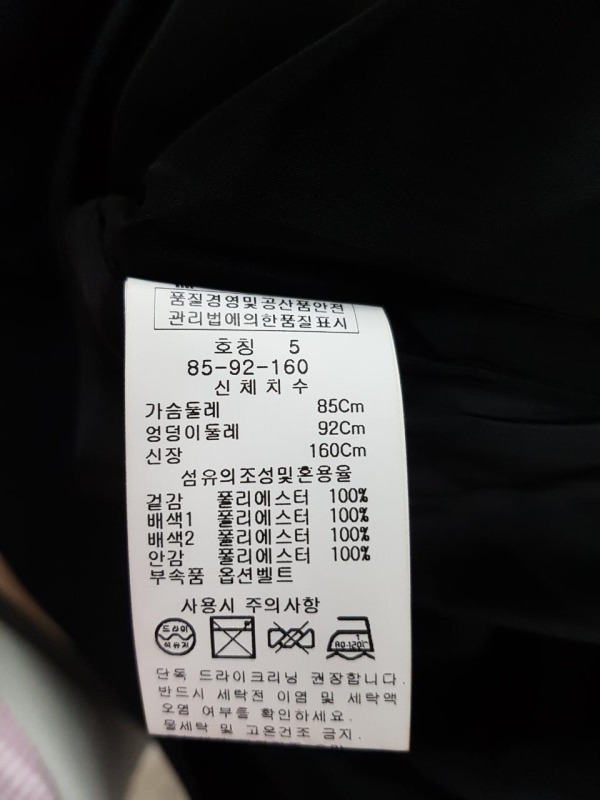 품질경영및공산품안전
관리법에의한품질표시
호칭 5
85-92-160
신체치수
가슴둘레 85Cm
엉덩이둘레 92Cm
신장 160Cm
섬유의조성및혼용율
겉감 폴리에스터 100%
배색1 폴리에스터 100%
배색2 폴리에스터 100%
안감 폴리에스터 100%
부속품 옵션벨트
사용시 주의사항
드라이
석유지
단독 드라이크리닝 권장합니다.
반드시 세탁전 이염 및 세탁액
오염 여부를 확인하세요.
물세탁 및 고온건조 금지.